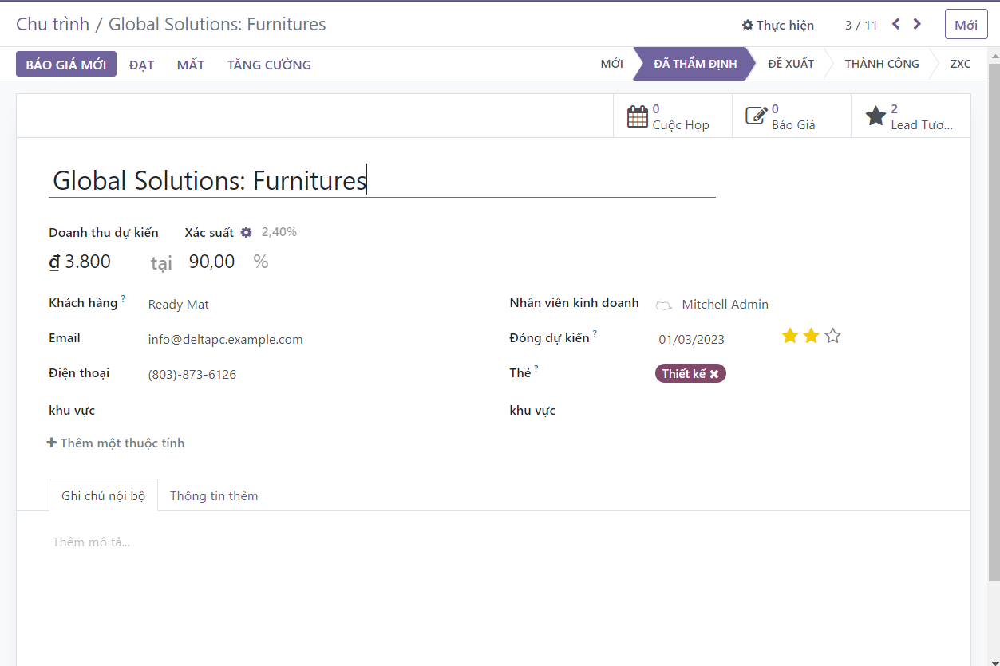 Chu trình / Global Solutions: Furnitures Thực hiện 3 / 11 Mới
BÁO GIÁ MỚI ĐẠT MẤT TĂNG CƯỜNG MỚI ĐÃ THẨM ĐỊNH ĐỀ XUẤT THÀNH CÔNG ZXC
0 Cuộc Họp
0 Báo Giá
2 Lead Tươ...
Global Solutions: Furnitures
Doanh thu dự kiến Xác suất 2,40%
₫ 3.800 tại 90,00 %
Khách hàng ? Ready Mat
Email info@deltapc.example.com
Điện thoại (803)-873-6126
khu vực
Nhân viên kinh doanh Mitchell Admin
Đóng dự kiến ? 01/03/2023
Thẻ ? Thiết kế ×
khu vực
+ Thêm một thuộc tính
Ghi chú nội bộ Thông tin thêm
Thêm mô tả...